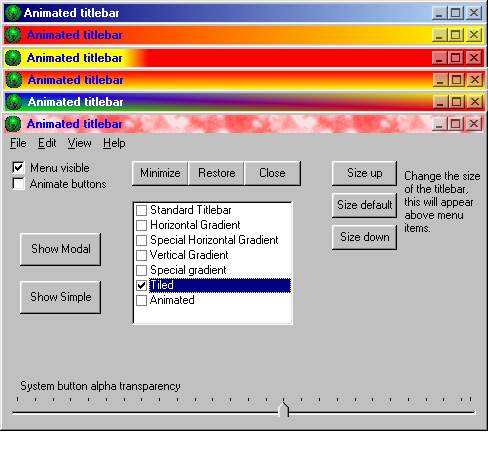 Animated titlebar
Animated titlebar
Animated titlebar
Animated titlebar
Animated titlebar
Animated titlebar
File Edit View Help
Menu visible
Animate buttons
Minimize Restore Close
Size up
Size default
Size down
Change the size
of the titlebar,
this will appear
above menu
items.
Show Modal
Show Simple
Standard Titlebar
Horizontal Gradient
Special Horizontal Gradient
Vertical Gradient
Special gradient
Tiled
Animated
System button alpha transparency